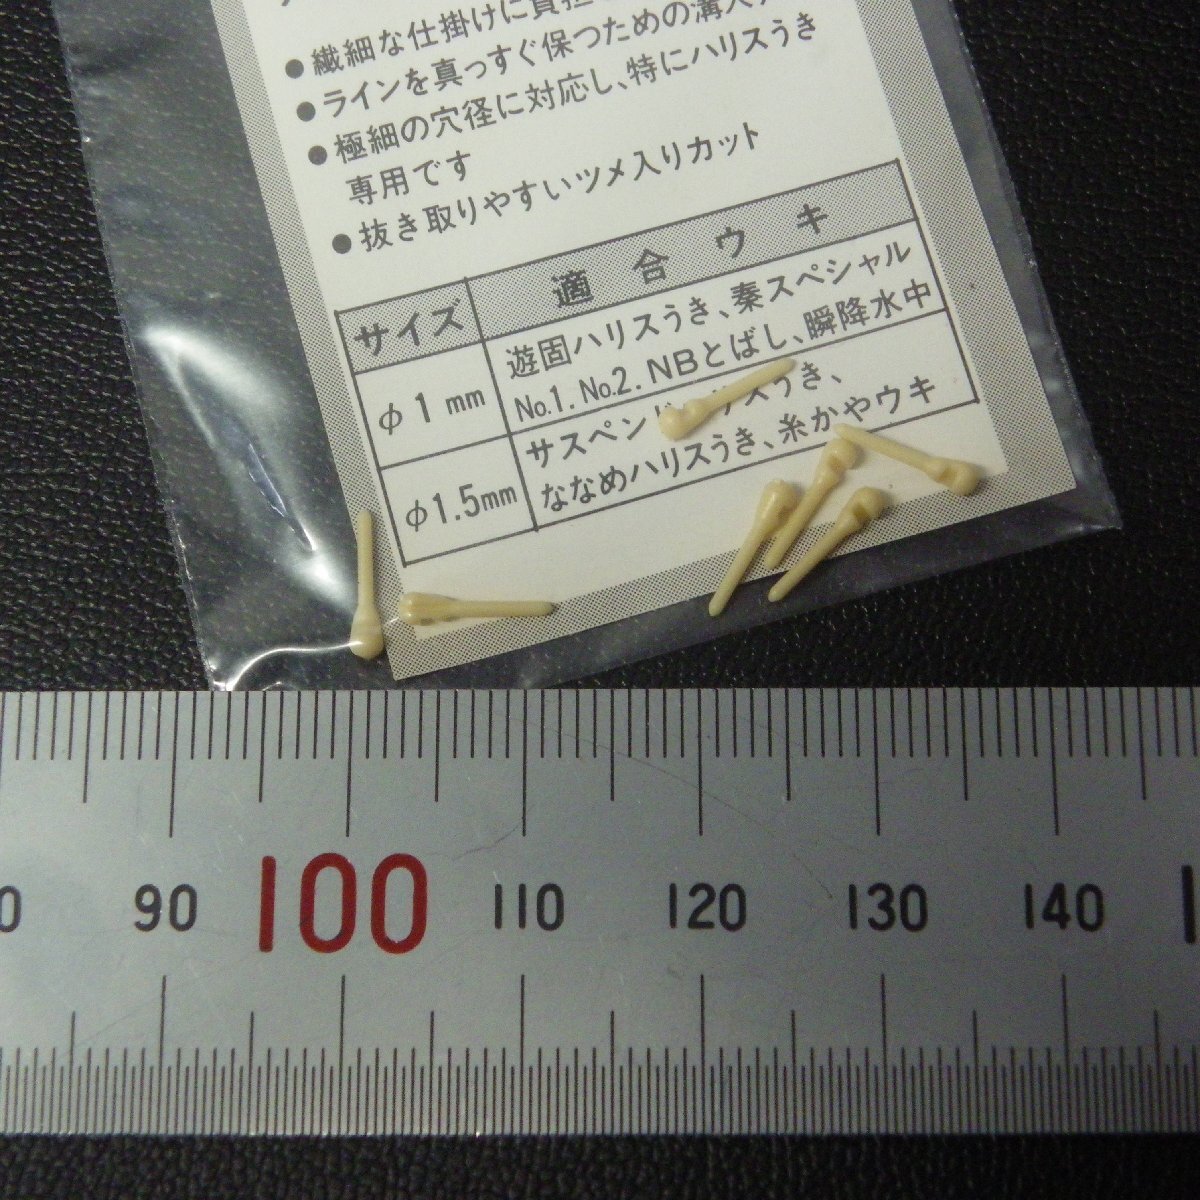 ● 繊細な仕掛けに負担
● ラインを真っすぐ保つための溝入
● 極細の穴径に対応し、特にハリスうき
専用です
● 抜き取りやすいツメ入りカット
サイズ 適合ウキ
φ1mm 遊固ハリスうき、秦スペシャル
No.1. No.2. NBとばし、瞬降水中
φ1.5mm サスペンド うき、
ななめハリスうき、糸かやウキ
90 100 110 120 130 140